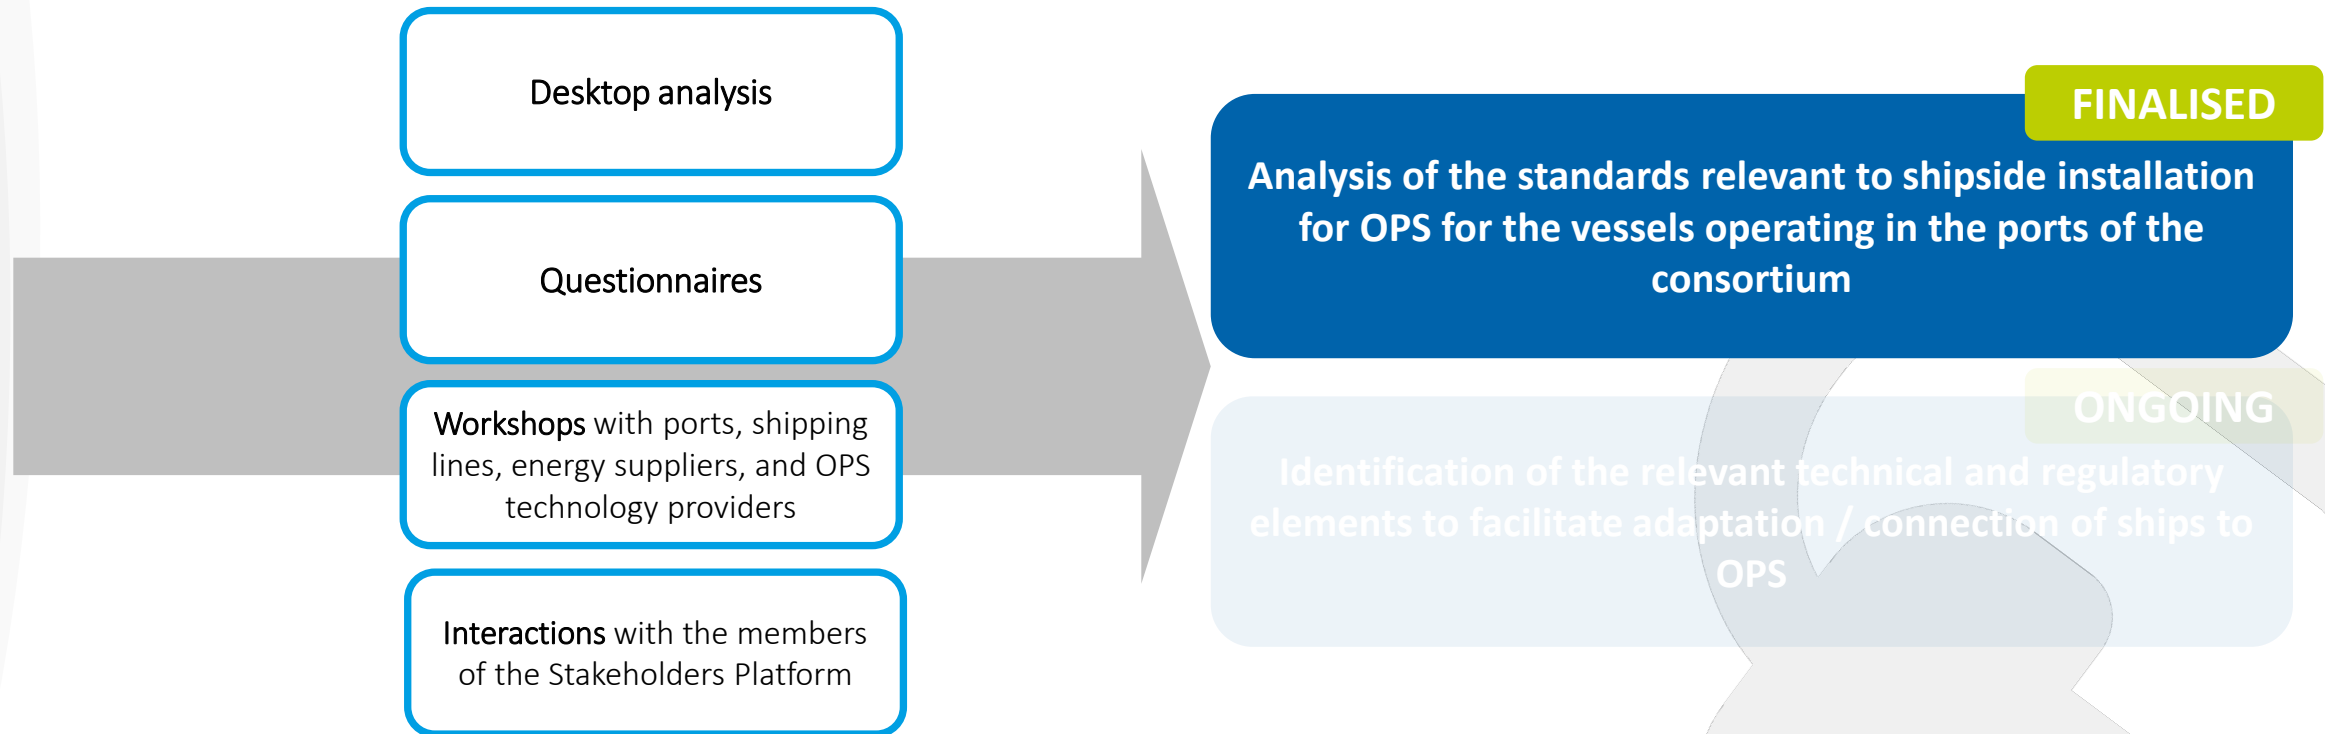 Desktop analysis
Questionnaires
Workshops with ports, shipping
lines, energy suppliers, and OPS
technology providers
Interactions with the members
of the Stakeholders Platform
FINALISED
Analysis of the standards relevant to shipside installation
for OPS for the vessels operating in the ports of the
consortium
ONGOING
Identification of the relevant technical and regulatory
elements to facilitate adaptation / connection of ships to
OPS